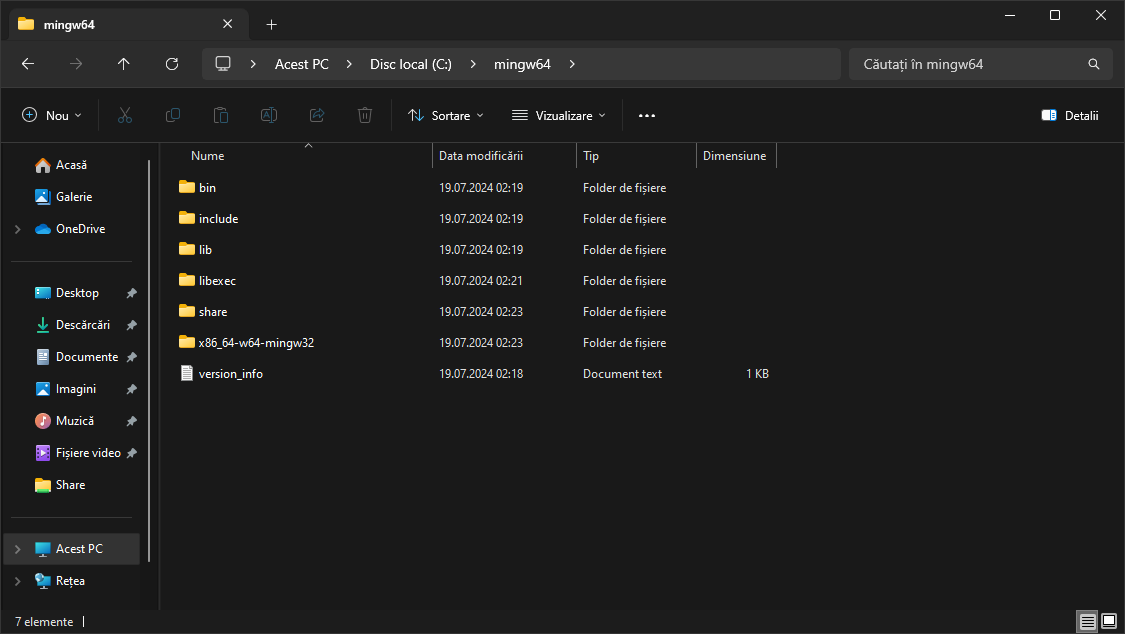 mingw64
Acest PC
Disc local (C:)
mingw64
Căutați în mingw64
Nou
Sortare
Vizualizare
Detalii
Acasă
Galerie
OneDrive
Desktop
Descărcări
Documente
Imagini
Muzică
Fișiere video
Share
Acest PC
Rețea
Nume Data modificării Tip Dimensiune
bin 19.07.2024 02:19 Folder de fișiere
include 19.07.2024 02:19 Folder de fișiere
lib 19.07.2024 02:19 Folder de fișiere
libexec 19.07.2024 02:21 Folder de fișiere
share 19.07.2024 02:23 Folder de fișiere
x86_64-w64-mingw32 19.07.2024 02:23 Folder de fișiere
version_info 19.07.2024 02:18 Document text 1 KB
7 elemente